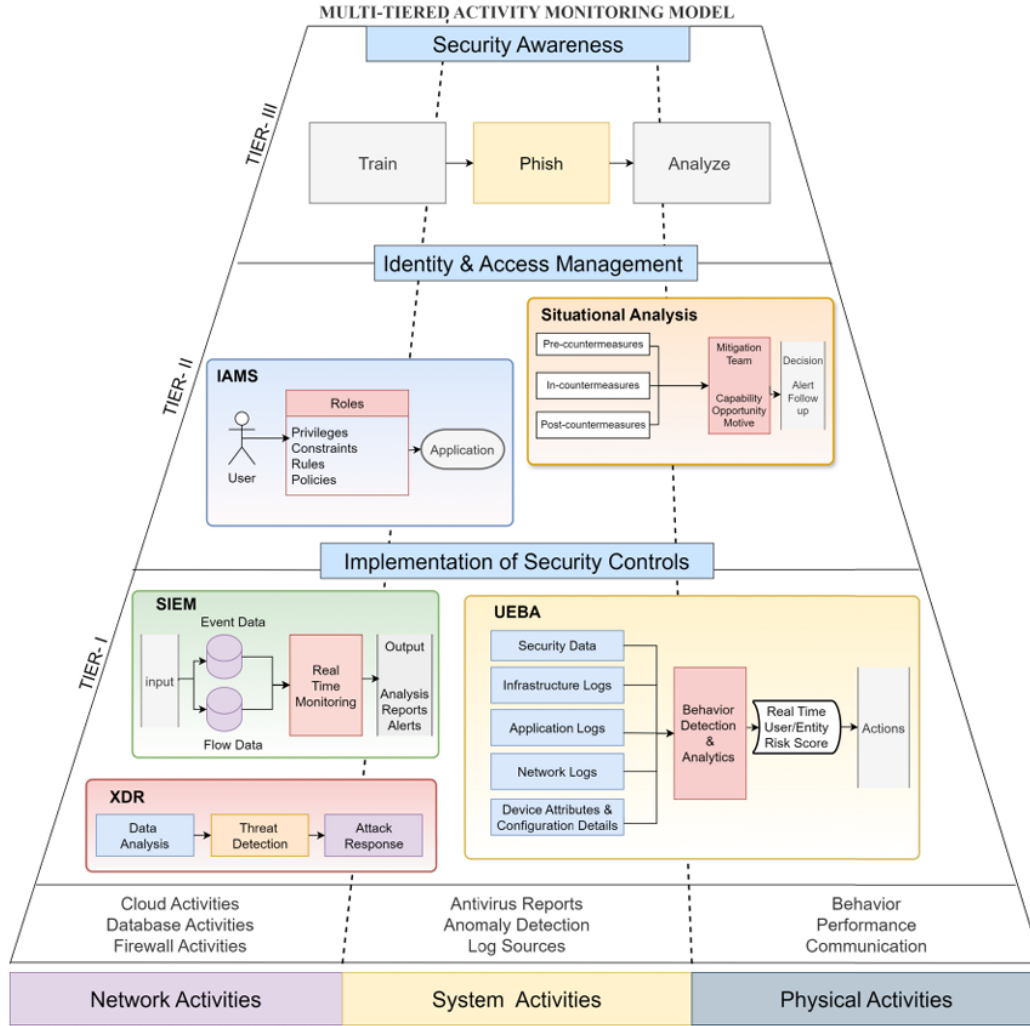 MULTI-TIERED ACTIVITY MONITORING MODEL
Security Awareness
TIER- III
Train
Phish
Analyze
Identity & Access Management
TIER- II
Situational Analysis
Pre-countermeasures
In-countermeasures
Post-countermeasures
Mitigation
Team
Capability
Opportunity
Motive
Decision
Alert
Follow
up
IAMS
User
Roles
Privileges
Constraints
Rules
Policies
Application
Implementation of Security Controls
TIER- I
SIEM
input
Event Data
Flow Data
Real
Time
Monitoring
Output
Analysis
Reports
Alerts
UEBA
Security Data
Infrastructure Logs
Application Logs
Network Logs
Device Attributes &
Configuration Details
Behavior
Detection
&
Analytics
Real Time
User/Entity
Risk Score
Actions
XDR
Data
Analysis
Threat
Detection
Attack
Response
Cloud Activities
Database Activities
Firewall Activities
Antivirus Reports
Anomaly Detection
Log Sources
Behavior
Performance
Communication
Network Activities
System Activities
Physical Activities